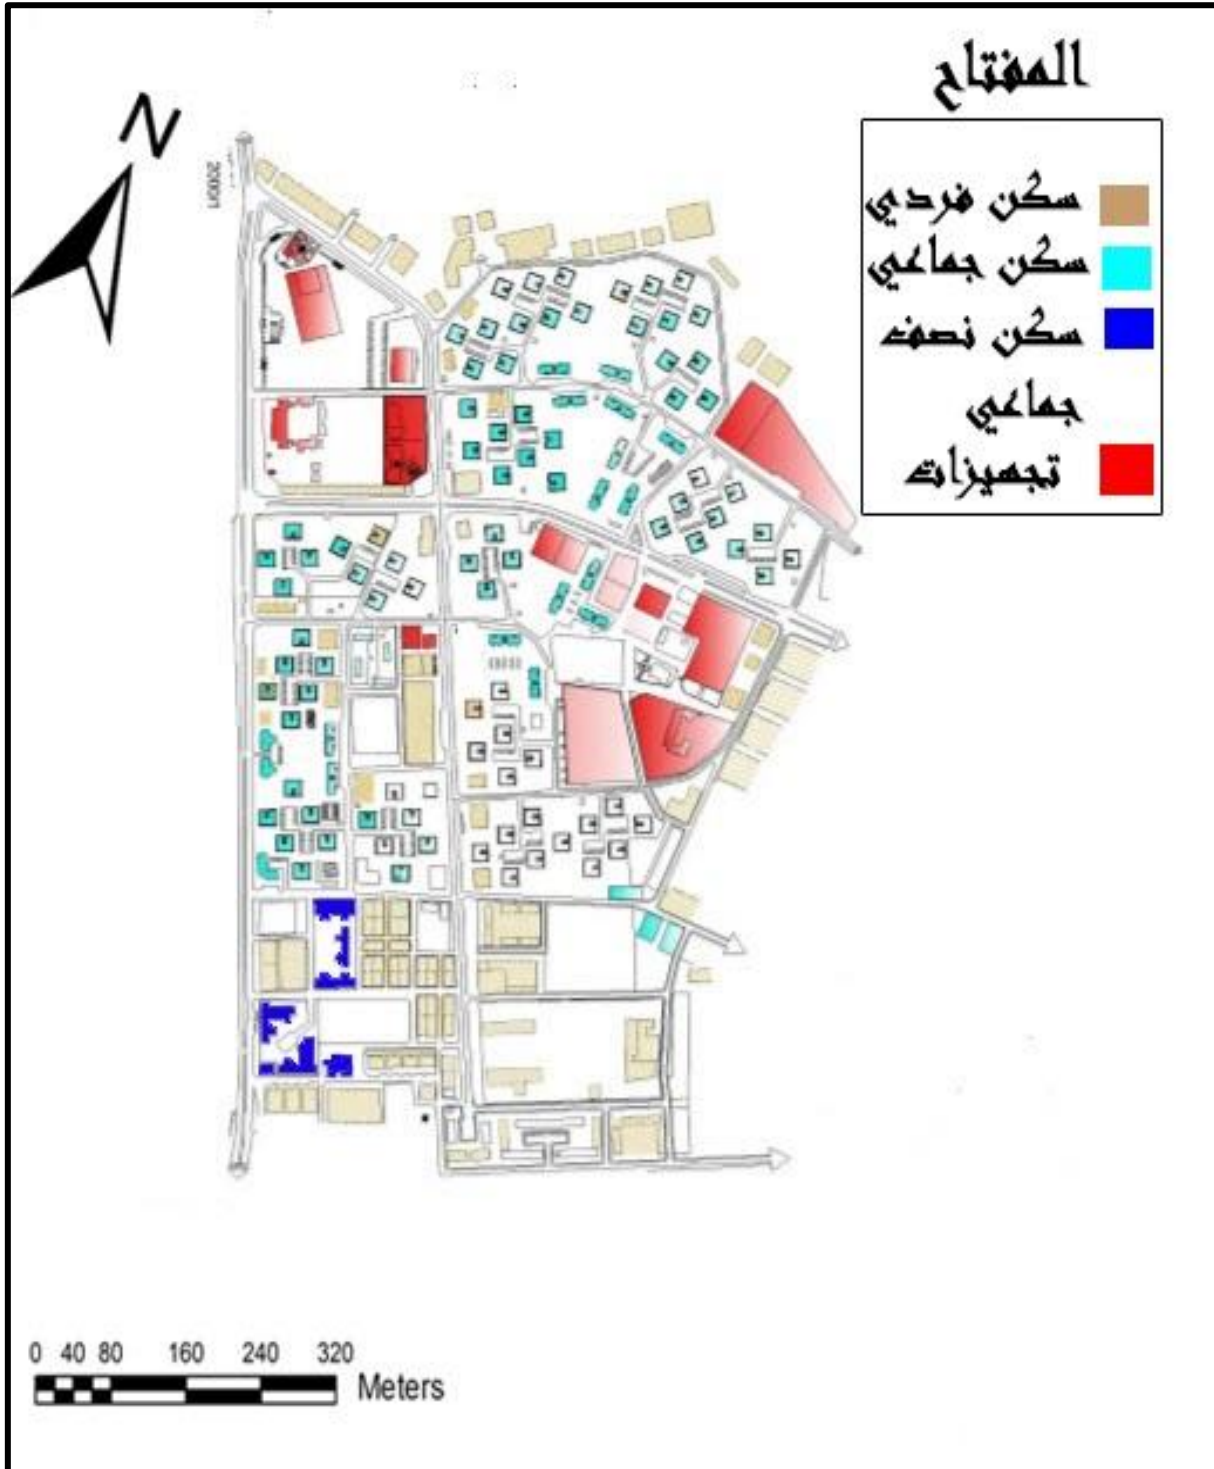 N
المفتاح
سكن فردي
سكن جماعي
سكن نصف
جماعي
تجهيزات
0 40 80 160 240 320
Meters